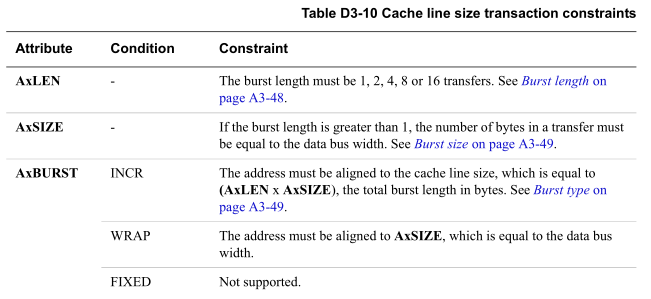 Table D3-10 Cache line size transaction constraints
Attribute Condition Constraint
AxLEN - The burst length must be 1, 2, 4, 8 or 16 transfers. See Burst length on
page A3-48.
AxSIZE - If the burst length is greater than 1, the number of bytes in a transfer must
be equal to the data bus width. See Burst size on page A3-49.
AxBURST INCR The address must be aligned to the cache line size, which is equal to
(AxLEN x AxSIZE), the total burst length in bytes. See Burst type on
page A3-49.
WRAP The address must be aligned to AxSIZE, which is equal to the data bus
width.
FIXED Not supported.